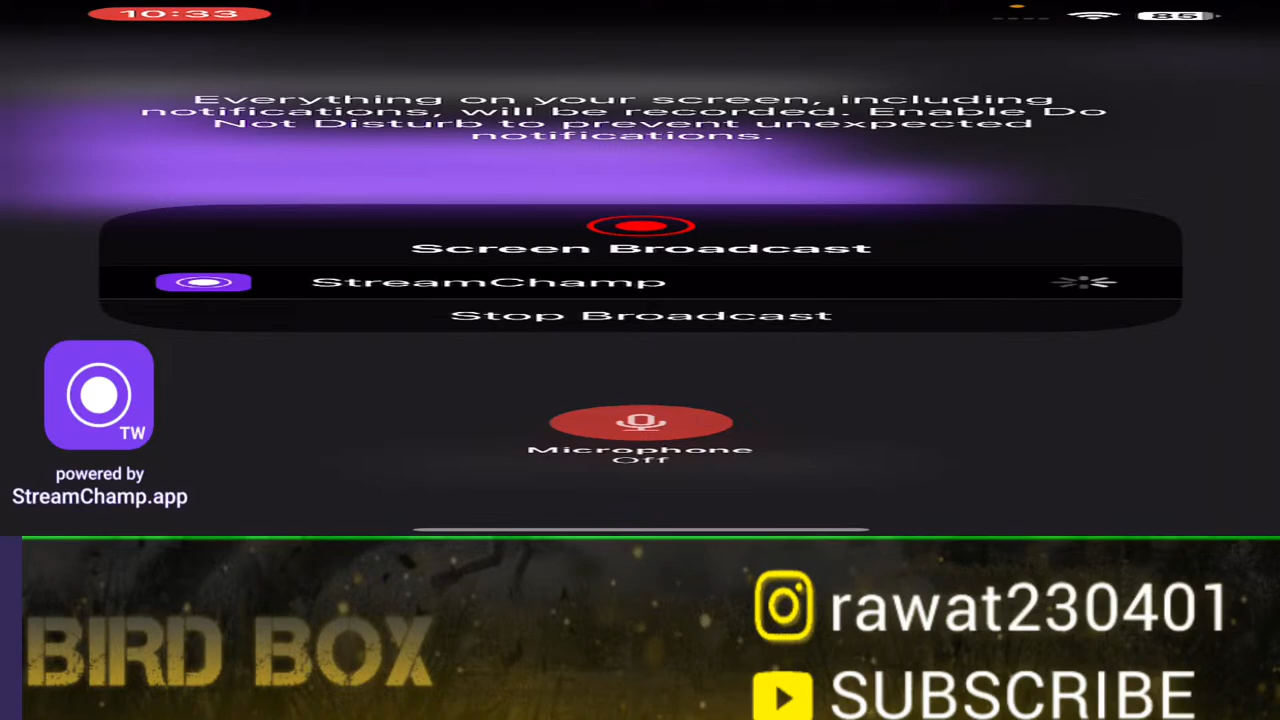 10:33
85
Everything on your screen, including
notifications, will be recorded. Enable Do
Not Disturb to prevent unexpected
notifications.
Screen Broadcast
StreamChamp
Stop Broadcast
TW
powered by
StreamChamp.app
Microphone
Off
BIRD BOX
rawat230401
SUBSCRIBE